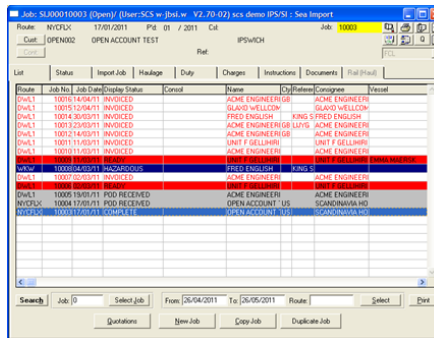 Job: SIJ00010003 (Open)/ (User:SCS w-jbsi.w V2.70-02) scs demo IPS/SI : Sea Import
Route: NYCFLX 17/01/2011 P'd: 01 / 2011 Cst Job: 10003
Cust: OPEN002 OPEN ACCOUNT TEST IPSWICH
Cont: Ref: FCL
List Status Import Job Haulage Duty Charges Instructions Documents Rail (Haul)
Route Job No. Job Date Display Status Consol Name Cty Referen Consignee Vessel
DWL1 10016 14/04/11 INVOICED ACME ENGINEERI GB ACME ENGINEERI
DWL1 10015 12/04/11 INVOICED GLAXO WELLCOM GLAXO WELLCOM
DWL1 10014 30/03/11 INVOICED FRED ENGLISH KING S FRED ENGLISH
DWL1 10013 23/03/11 INVOICED ACME ENGINEERI GB LUYG ACME ENGINEERI
DWL1 10012 14/03/11 INVOICED ACME ENGINEERI ACME ENGINEERI
DWL1 10011 11/03/11 INVOICED UNIT F GELLIHIRI UNIT F GELLIHIRI
DWL1 10010 11/03/11 INVOICED ACME ENGINEERI ACME ENGINEERI
DWL1 10009 11/03/11 READY UNIT F GELLIHIRI UNIT F GELLIHIRI EMMA MAERSK
WKW 10008 04/03/11 HAZARDOUS FRED ENGLISH KING S FRED ENGLISH
DWL1 10007 02/03/11 INVOICED ACME ENGINEERI ACME ENGINEERI
DWL1 READY UNIT F GELLIHIRI UNIT F GELLIHIRI
DWL1 10005 19/01/11 POD RECEIVED ACME ENGINEERI ACME ENGINEERI
NYCFLX 10004 17/01/11 POD RECEIVED OPEN ACCOUNT T US SCANDINAVIA HO
NYCFLX 10003 17/01/11 COMPLETE OPEN ACCOUNT T US SCANDINAVIA HO
Search Job: 0 Select Job From: 26/04/2011 To: 26/05/2011 Route: Select Print
Quotations New Job Copy Job Duplicate Job